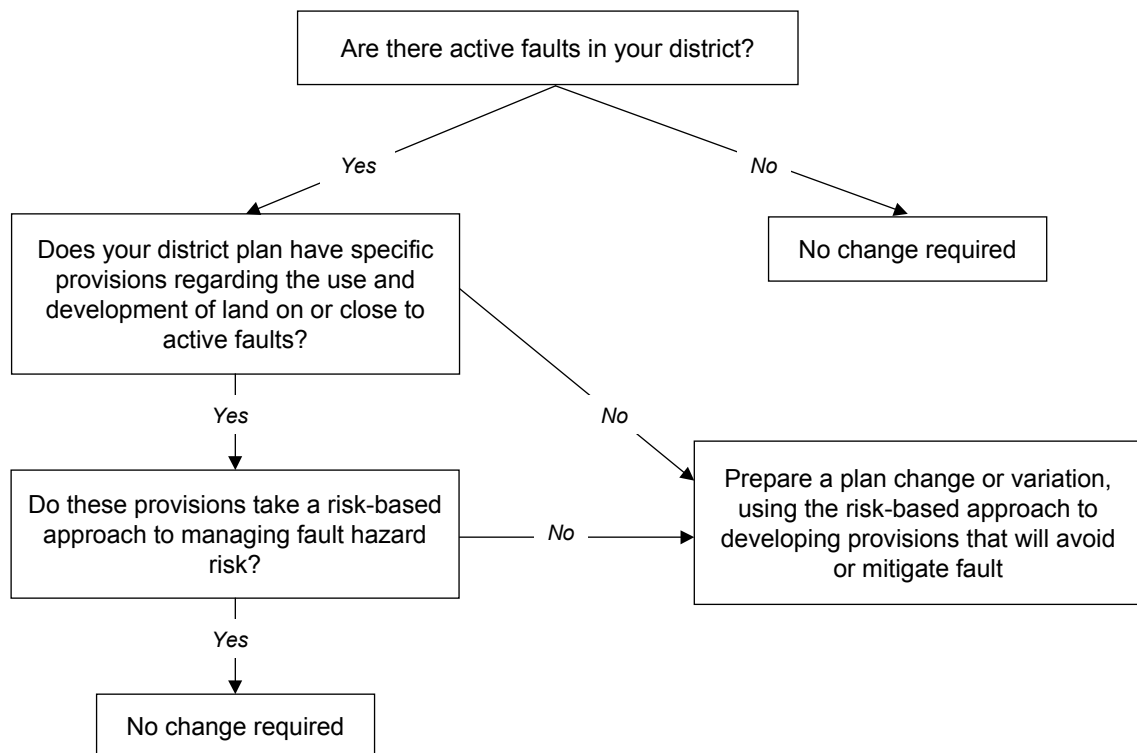 Are there active faults in your district?
Yes
No
Does your district plan have specific
provisions regarding the use and
development of land on or close to
active faults?
No change required
Yes
No
Do these provisions take a risk-based
approach to managing fault hazard
risk?
No
Prepare a plan change or variation,
using the risk-based approach to
developing provisions that will avoid
or mitigate fault
Yes
No change required